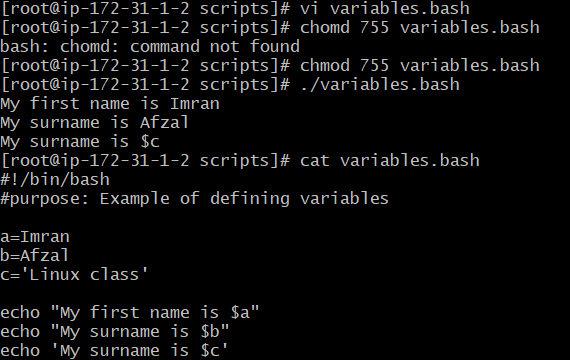 [root@ip-172-31-1-2 scripts]# vi variables.bash
[root@ip-172-31-1-2 scripts]# chomd 755 variables.bash
bash: chomd: command not found
[root@ip-172-31-1-2 scripts]# chmod 755 variables.bash
[root@ip-172-31-1-2 scripts]# ./variables.bash
My first name is Imran
My surname is Afzal
My surname is $c
[root@ip-172-31-1-2 scripts]# cat variables.bash
#!/bin/bash
#purpose: Example of defining variables

a=Imran
b=Afzal
c='Linux class'

echo "My first name is $a"
echo "My surname is $b"
echo 'My surname is $c'